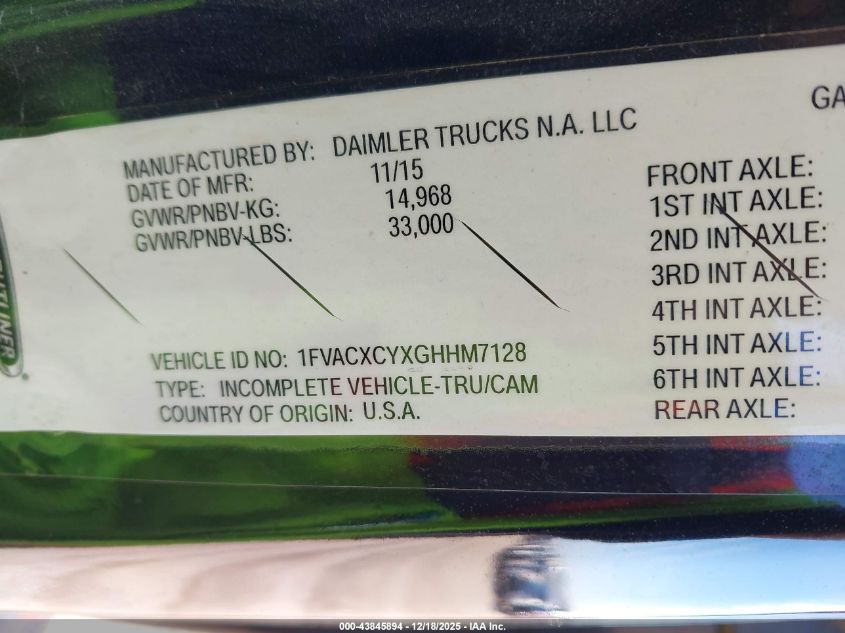 MANUFACTURED BY: DAIMLER TRUCKS N.A. LLC
DATE OF MFR: 11/15
GVWR/PNBV-KG: 14,968
GVWR/PNBV-LBS: 33,000
VEHICLE ID NO: 1FVACXCYXGHHM7128
TYPE: INCOMPLETE VEHICLE-TRU/CAM
COUNTRY OF ORIGIN: U.S.A.
GA
FRONT AXLE:
1ST INT AXLE:
2ND INT AXLE:
3RD INT AXLE:
4TH INT AXLE:
5TH INT AXLE:
6TH INT AXLE:
REAR AXLE:
000-43845894 - 12/18/2025 - IAA Inc.